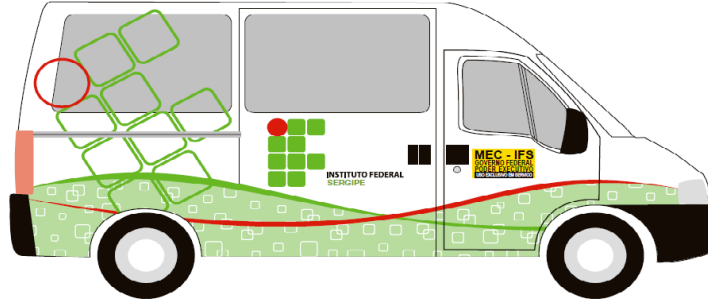 INSTITUTO FEDERAL
SERGIPE
MEC - IFS
GOVERNO FEDERAL
PODER EXECUTIVO
USO EXCLUSIVO EM SERVIÇO